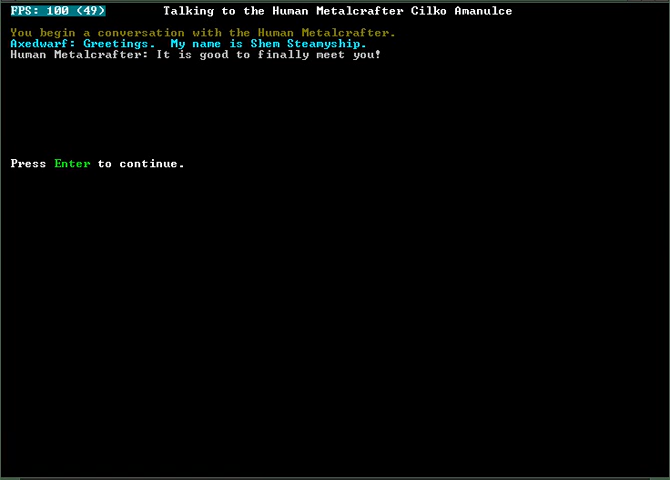 FPS: 100 (49) Talking to the Human Metalcrafter Cilko Amanulce
You begin a conversation with the Human Metalcrafter.
Axedwarf: Greetings. My name is Shem Steamyship.
Human Metalcrafter: It is good to finally meet you!
Press Enter to continue.